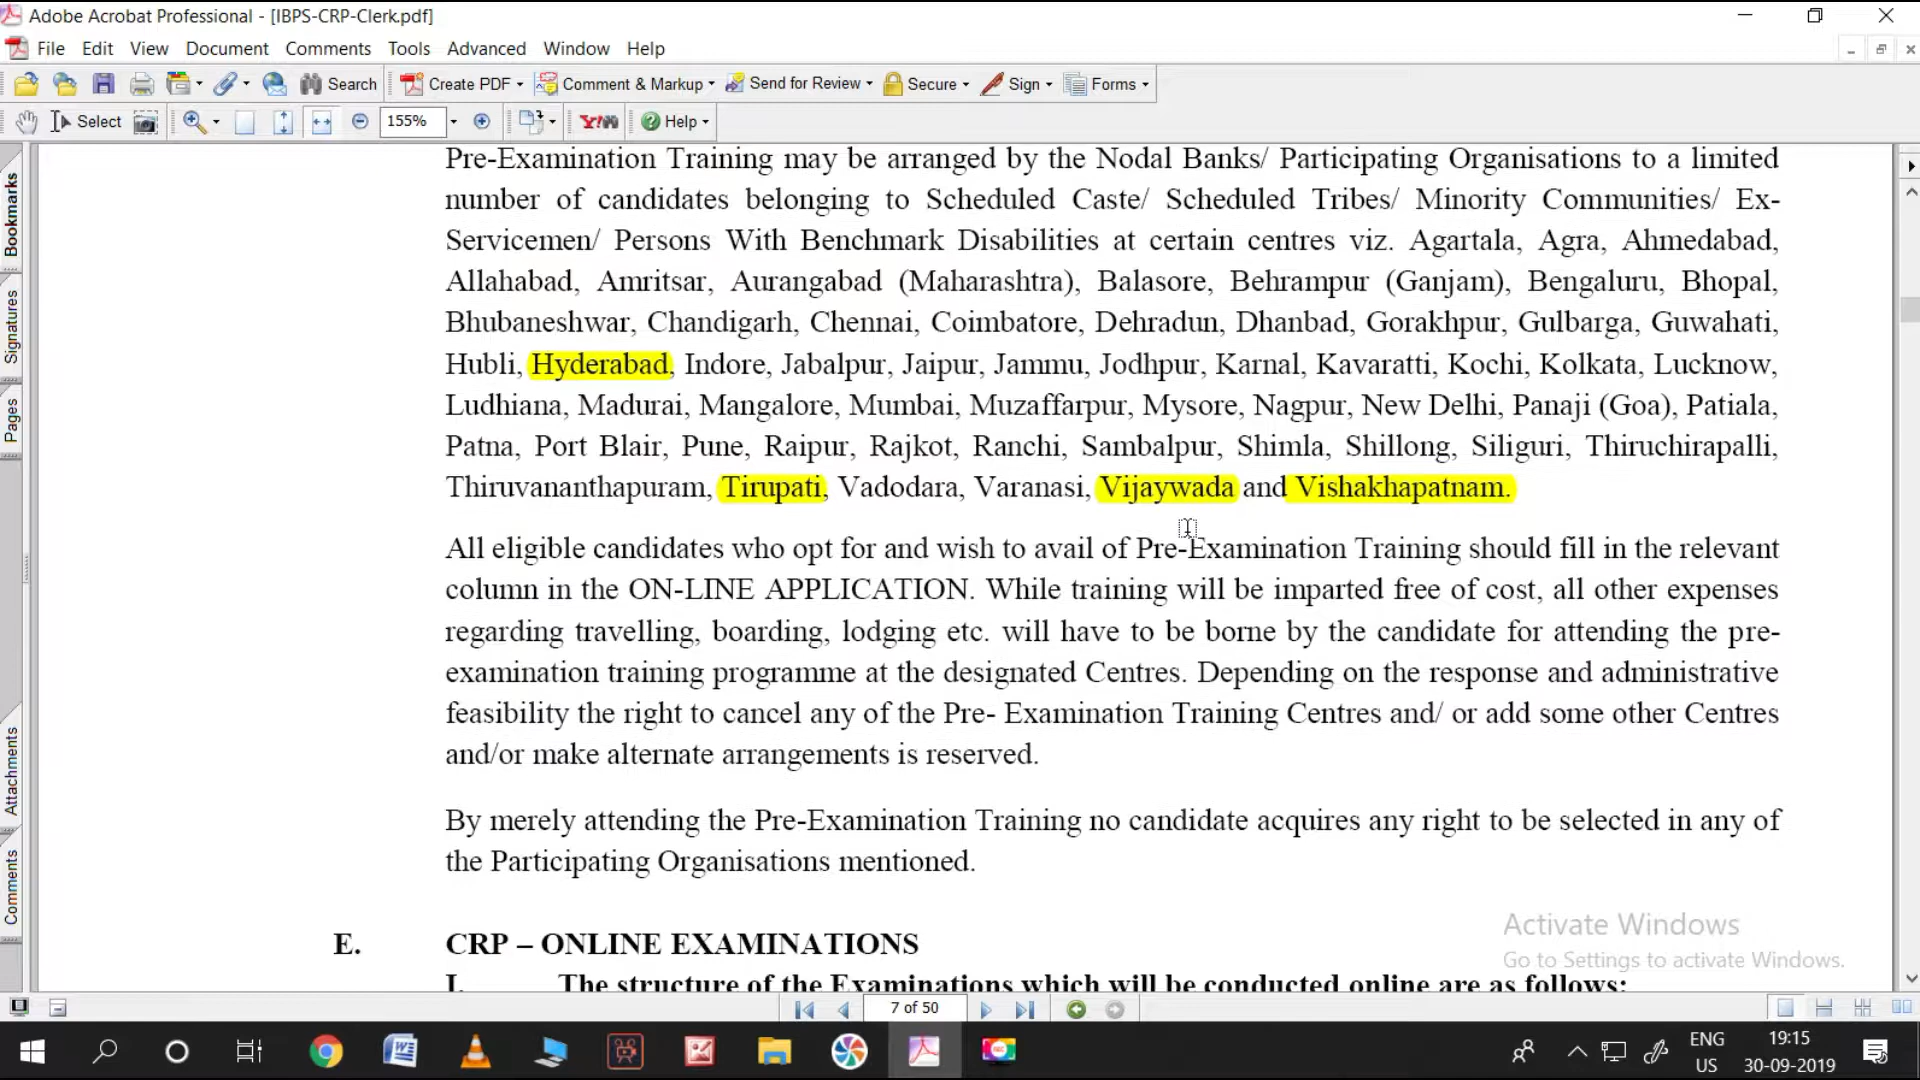 Adobe Acrobat Professional - [IBPS-CRP-Clerk.pdf]
File Edit View Document Comments Tools Advanced Window Help
Search Create PDF Comment & Markup Send for Review Secure Sign Forms
Select 155% Y! Help
Bookmarks
Signatures
Pages
Attachments
Comments
Pre-Examination Training may be arranged by the Nodal Banks/ Participating Organisations to a limited
number of candidates belonging to Scheduled Caste/ Scheduled Tribes/ Minority Communities/ Ex-
Servicemen/ Persons With Benchmark Disabilities at certain centres viz. Agartala, Agra, Ahmedabad,
Allahabad, Amritsar, Aurangabad (Maharashtra), Balasore, Behrampur (Ganjam), Bengaluru, Bhopal,
Bhubaneshwar, Chandigarh, Chennai, Coimbatore, Dehradun, Dhanbad, Gorakhpur, Gulbarga, Guwahati,
Hubli, Hyderabad, Indore, Jabalpur, Jaipur, Jammu, Jodhpur, Karnal, Kavaratti, Kochi, Kolkata, Lucknow,
Ludhiana, Madurai, Mangalore, Mumbai, Muzaffarpur, Mysore, Nagpur, New Delhi, Panaji (Goa), Patiala,
Patna, Port Blair, Pune, Raipur, Rajkot, Ranchi, Sambalpur, Shimla, Shillong, Siliguri, Thiruchirapalli,
Thiruvananthapuram, Tirupati, Vadodara, Varanasi, Vijaywada and Vishakhapatnam.
All eligible candidates who opt for and wish to avail of Pre-Examination Training should fill in the relevant
column in the ON-LINE APPLICATION. While training will be imparted free of cost, all other expenses
regarding travelling, boarding, lodging etc. will have to be borne by the candidate for attending the pre-
examination training programme at the designated Centres. Depending on the response and administrative
feasibility the right to cancel any of the Pre- Examination Training Centres and/ or add some other Centres
and/or make alternate arrangements is reserved.
By merely attending the Pre-Examination Training no candidate acquires any right to be selected in any of
the Participating Organisations mentioned.
E. CRP – ONLINE EXAMINATIONS
I. The structure of the Examinations which will be conducted online are as follows:
Activate Windows
Go to Settings to activate Windows.
7 of 50
ENG
US
19:15
30-09-2019